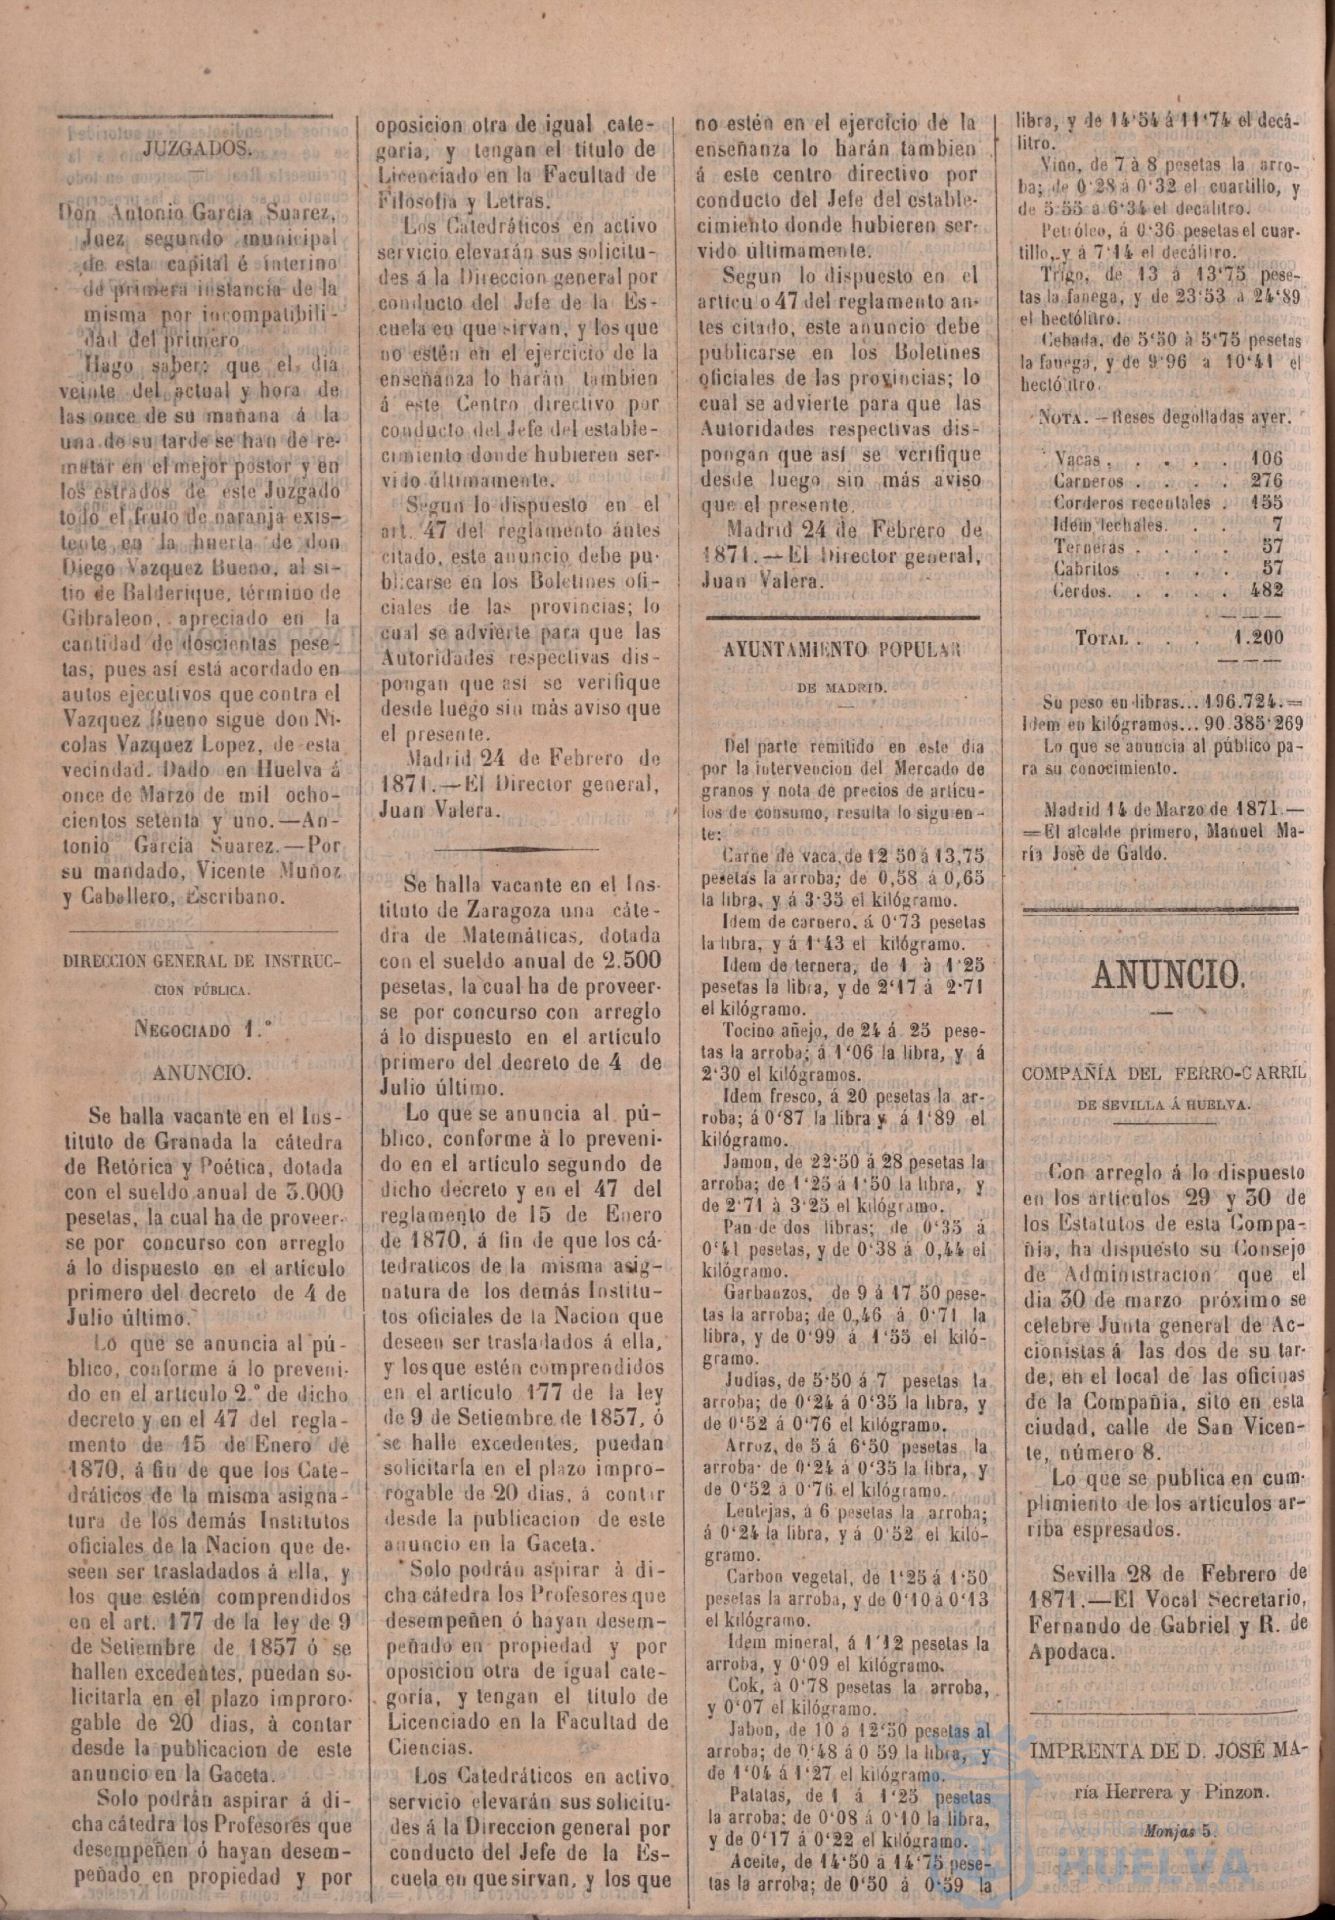 JUZGADOS.
Don Antonio García Suarez,
Juez segundo municipal
de esta capital é interino
de primera instancia de la
misma por incompatibili-
dad del primero
Hago saber: que el dia
veinte del actual y hora de
las once de su mañana á la
una de su tarde se han de re-
matar en el mejor postor y en
los estrados de este Juzgado
todo el fruto de naranja exis-
tente en la huerta de don
Diego Vazquez Bueno, al si-
tio de Balderique, término de
Gibraleon, apreciado en la
cantidad de doscientas pese-
tas, pues así está acordado en
autos ejecutivos que contra el
Vazquez Bueno sigue don Ni-
colas Vazquez Lopez, de esta
vecindad. Dado en Huelva á
once de Marzo de mil ocho-
cientos setenta y uno.—An-
tonio García Suarez.—Por
su mandado, Vicente Muñoz
y Caballero, Escribano.
DIRECCION GENERAL DE INSTRUC-
CION PÚBLICA.
NEGOCIADO 1.°
ANUNCIO.
Se halla vacante en el Ins-
tituto de Granada la cátedra
de Retórica y Poética, dotada
con el sueldo anual de 3.000
pesetas, la cual ha de proveer-
se por concurso con arreglo
á lo dispuesto en el artículo
primero del decreto de 4 de
Julio último.
Lo que se anuncia al pú-
blico, conforme á lo preveni-
do en el artículo 2.° de dicho
decreto y en el 47 del regla-
mento de 15 de Enero de
1870, á fin de que los Cate-
dráticos de la misma asigna-
tura de los demás Institutos
oficiales de la Nacion que de-
seen ser trasladados á ella, y
los que estén comprendidos
en el art. 177 de la ley de 9
de Setiembre de 1857 ó se
hallen excedentes, puedan so-
licitarla en el plazo improro-
gable de 20 dias, à contar
desde la publicacion de este
anuncio en la Gaceta.
Solo podrán aspirar á di-
cha cátedra los Profesores que
desempeñen ó hayan desem-
peñado en propiedad y por
oposicion otra de igual cate-
goria, y tengan el título de
Licenciado en la Facultad de
Filosofía y Letras.
Los Catedráticos en activo
servicio elevarán sus solicitu-
des á la Direccion general por
conducto del Jefe de la Es-
cuela en que sirvan, y los que
no estén en el ejercicio de la
enseñanza lo harán tambien
á este Centro directivo por
conducto del Jefe del estable-
cimiento donde hubieren ser-
vido últimamente.
Segun lo dispuesto en el
art. 47 del reglamento ántes
citado, este anuncio debe pu-
blicarse en los Boletines ofi-
ciales de las provincias; lo
cual se advierte para que las
Autoridades respectivas dis-
pongan que así se verifique
desde luego sin más aviso que
el presente.
Madrid 24 de Febrero de
1871.—El Director general,
Juan Valera.
Se halla vacante en el Ins-
tituto de Zaragoza una cáte-
dra de Matemáticas, dotada
con el sueldo anual de 2.500
pesetas, la cual ha de proveer-
se por concurso con arreglo
á lo dispuesto en el artículo
primero del decreto de 4 de
Julio último.
Lo que se anuncia al pú-
blico, conforme à lo preveni-
do en el artículo segundo de
dicho decreto y en el 47 del
reglamento de 15 de Enero
de 1870, á fin de que los cá-
tedraticos de la misma asig-
natura de los demás Institu-
tos oficiales de la Nacion que
deseen ser trasladados á ella,
y los que estén comprendidos
en el artículo 177 de la ley
de 9 de Setiembre de 1857, ó
se halle excedentes, puedan
solicitarla en el plazo impro-
rogable de 20 dias, á contar
desde la publicacion de este
anuncio en la Gaceta.
Solo podrán aspirar à di-
cha cátedra los Profesores que
desempeñen ó hayan desem-
peñado en propiedad y por
oposicion otra de igual cate-
goría, y tengan el título de
Licenciado en la Facultad de
Ciencias.
Los Catedráticos en activo
servicio elevarán sus solicitu-
des á la Direccion general por
conducto del Jefe de la Es-
cuela en que sirvan, y los que
no estén en el ejercicio de la
enseñanza lo harán tambien
á este centro directivo por
conducto del Jefe del estable-
cimiento donde hubieren ser-
vido últimamente.
Segun lo dispuesto en el
artícu o 47 del reglamento an-
tes citado, este anuncio debe
publicarse en los Boletines
oficiales de las provincias; lo
cual se advierte para que las
Autoridades respectivas dis-
pongan que así se verifique
desde luego sin más aviso
que el presente.
Madrid 24 de Febrero de
1871.—El Director general,
Juan Valera.
AYUNTAMIENTO POPULAR
DE MADRID.
Del parte remitido en este dia
por la intervencion del Mercado de
granos y nota de precios de artícu-
los de consumo, resulta lo sigu en-
te:
Carne de vaca, de 12 50 á 13,75
pesetas la arroba; de 0,58 á 0,65
la libra, y á 3'35 el kilógramo.
Idem de carnero, á 0'73 pesetas
la libra, y á 1'43 el kilógramo.
Idem de ternera, de 1 à 1'25
pesetas la libra, y de 2'17 á 2'71
el kilógramo.
Tocino añejo, de 24 á 25 pese-
tas la arroba; á 1'06 la libra, y á
2'30 el kilógramos.
Idem fresco, á 20 pesetas la ar-
roba; á 0'87 la libra y á 1'89 el
kilógramo.
Jamon, de 22'50 á 28 pesetas la
arroba; de 1'25 á 1'50 la libra, y
de 2'71 à 3'25 el kilógramo.
Pan de dos libras; de 0'35 á
0'41 pesetas, y de 0'38 á 0,44 el
kilógramo.
Garbanzos, de 9 á 17 50 pese-
tas la arroba; de 0,46 á 0'71 la
libra, y de 0'99 á 1'55 el kiló-
gramo.
Judías, de 5'50 á 7 pesetas la
arroba; de 0'24 á 0'35 la libra, y
de 0'52 á 0'76 el kilógramo.
Arroz, de 5 á 6'50 pesetas la
arroba· de 0'24 á 0'35 la libra, y
de 0'52 à 0'76 el kilógramo.
Lentejas, á 6 pesetas la arroba;
á 0'24 la libra, y á 0'52 el kiló-
gramo.
Carbon vegetal, de 1'25 á 1'50
pesetas la arroba, y de 0'10 á 0'13
el kilógramo.
Idem mineral, á 1'12 pesetas la
arroba, y 0'09 el kilógramo.
Cok, á 0'78 pesetas la arroba,
y 0'07 el kilógramo.
Jabon, de 10 á 12'50 pesetas al
arroba; de 0'48 á 0 59 la libra, y
de 1'04 á 1'27 el kilógramo.
Patatas, de 1 á 1'25 pesetas
la arroba; de 0'08 á 0'10 la libra,
y de 0'17 á 0'22 el kilógramo.
Aceite, de 14'50 á 14'75 pese-
tas la arroba; de 0'50 á 0'59 la
libra, y de 14'54 á 11'74 el decá-
litro.
Vino, de 7 à 8 pesetas la arro-
ba; de 0'28 á 0'32 el cuartillo, y
de 5'55 á 6'34 el decálitro.
Petróleo, á 0'36 pesetas el cuar-
tillo, y á 7'14 el decálitro.
Trigo, de 13 á 13'75 pese-
tas la fanega, y de 23'53 à 24'89
el hectólitro.
Cebada, de 5'50 à 5'75 pesetas
la fanega, y de 9'96 a 10'41 el
hectó itro.
NOTA.—Reses degolladas ayer.
Vacas . . . . . 106
Carneros . . . . 276
Corderos recentales . 155
Idem lechales. . . 7
Terneras . . . . 57
Cabritos . . . . 57
Cerdos. . . . . 482
TOTAL . . . 1.200
Su peso en libras... 196.724.=
Idem en kilógramos... 90.385'269
Lo que se anuncia al público pa-
ra su conocimiento.
Madrid 14 de Marzo de 1871.—
=El alcalde primero, Manuel Ma-
ría Josè de Galdo.
ANUNCIO.
COMPAÑÍA DEL FERRO-CARRIL
DE SEVILLA Á HUELVA.
Con arreglo á lo dispuesto
en los artículos 29 y 30 de
los Estatutos de esta Compa-
ñia, ha dispuesto su Consejo
de Administracion que el
dia 30 de marzo próximo se
celebre Junta general de Ac-
cionistas á las dos de su tar-
de, en el local de las oficinas
de la Compañia, sito en esta
ciudad, calle de San Vicen-
te, número 8.
Lo que se publica en cum-
plimiento de los artículos ar-
riba espresados.
Sevilla 28 de Febrero de
1871.—El Vocal Secretario,
Fernando de Gabriel y R. de
Apodaca.
IMPRENTA DE D. JOSÉ MA-
ría Herrera y Pinzon.
Monjas 5.
Ayuntamiento de
HUELVA